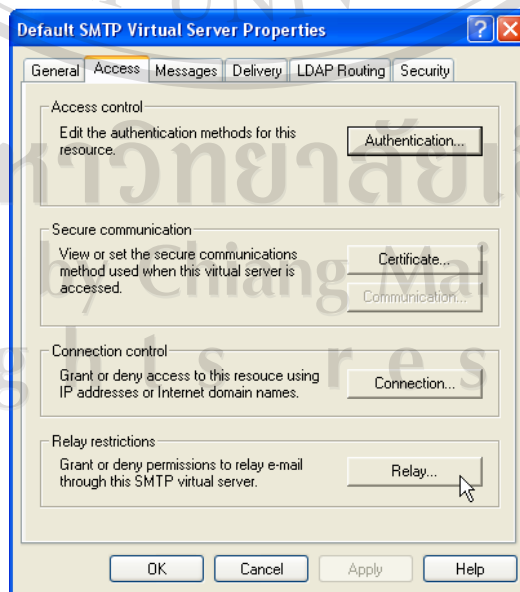 Default SMTP Virtual Server Properties
General Access Messages Delivery LDAP Routing Security
Access control
Edit the authentication methods for this
resource.
Authentication...
Secure communication
View or set the secure communications
method used when this virtual server is
accessed.
Certificate...
Communication...
Connection control
Grant or deny access to this resouce using
IP addresses or Internet domain names.
Connection...
Relay restrictions
Grant or deny permissions to relay e-mail
through this SMTP virtual server.
Relay...
OK Cancel Apply Help
by Chiang Mai